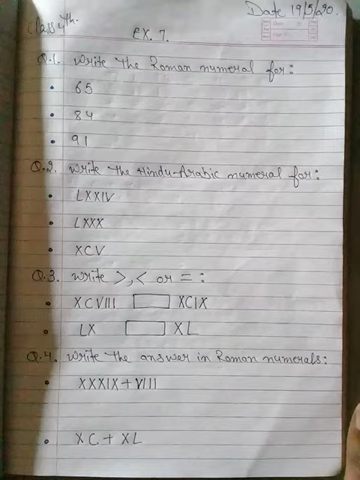 Date 19/5/20.
Class 4th.
EX. 7.
Q.1. Write the Roman numeral for:
• 65
• 84
• 91
Q.2. Write the Hindu-Arabic numeral for:
• LXXIV
• LXXX
• XCV
Q.3. Write >, < or = :
• XCVIII XCIX
• LX XL
Q.4. Write the answer in Roman numerals:
• XXXIX + VIII
• XC + XL